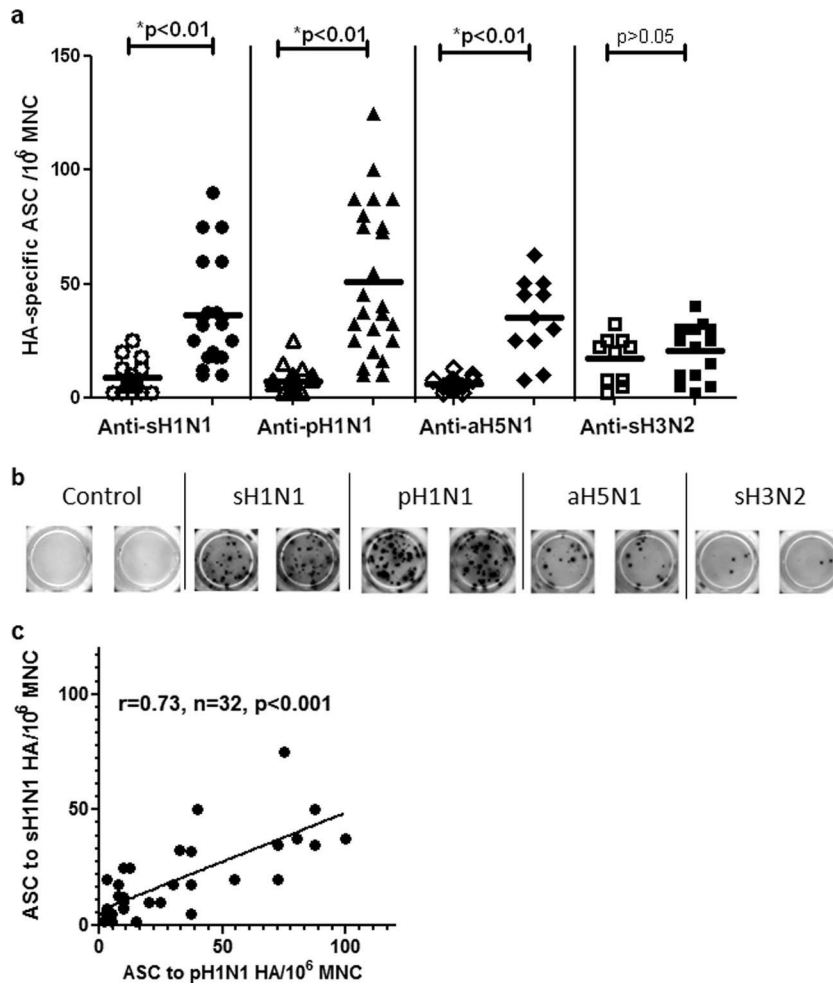 a
*p<0.01 *p<0.01 *p<0.01 p>0.05
150
100
50
0
HA-specific ASC /10⁶ MNC
Anti-sH1N1 Anti-pH1N1 Anti-aH5N1 Anti-sH3N2
b
Control sH1N1 pH1N1 aH5N1 sH3N2
c
r=0.73, n=32, p<0.001
100
50
0
ASC to sH1N1 HA/10⁶ MNC
0 50 100
ASC to pH1N1 HA/10⁶ MNC